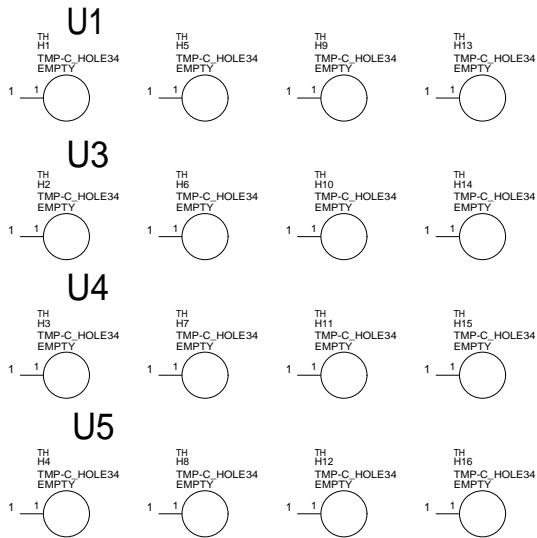 U1
TH
H1
TMP-C_HOLE34
EMPTY
1 1
TH
H5
TMP-C_HOLE34
EMPTY
1 1
TH
H9
TMP-C_HOLE34
EMPTY
1 1
TH
H13
TMP-C_HOLE34
EMPTY
1 1
U3
TH
H2
TMP-C_HOLE34
EMPTY
1 1
TH
H6
TMP-C_HOLE34
EMPTY
1 1
TH
H10
TMP-C_HOLE34
EMPTY
1 1
TH
H14
TMP-C_HOLE34
EMPTY
1 1
U4
TH
H3
TMP-C_HOLE34
EMPTY
1 1
TH
H7
TMP-C_HOLE34
EMPTY
1 1
TH
H11
TMP-C_HOLE34
EMPTY
1 1
TH
H15
TMP-C_HOLE34
EMPTY
1 1
U5
TH
H4
TMP-C_HOLE34
EMPTY
1 1
TH
H8
TMP-C_HOLE34
EMPTY
1 1
TH
H12
TMP-C_HOLE34
EMPTY
1 1
TH
H16
TMP-C_HOLE34
EMPTY
1 1